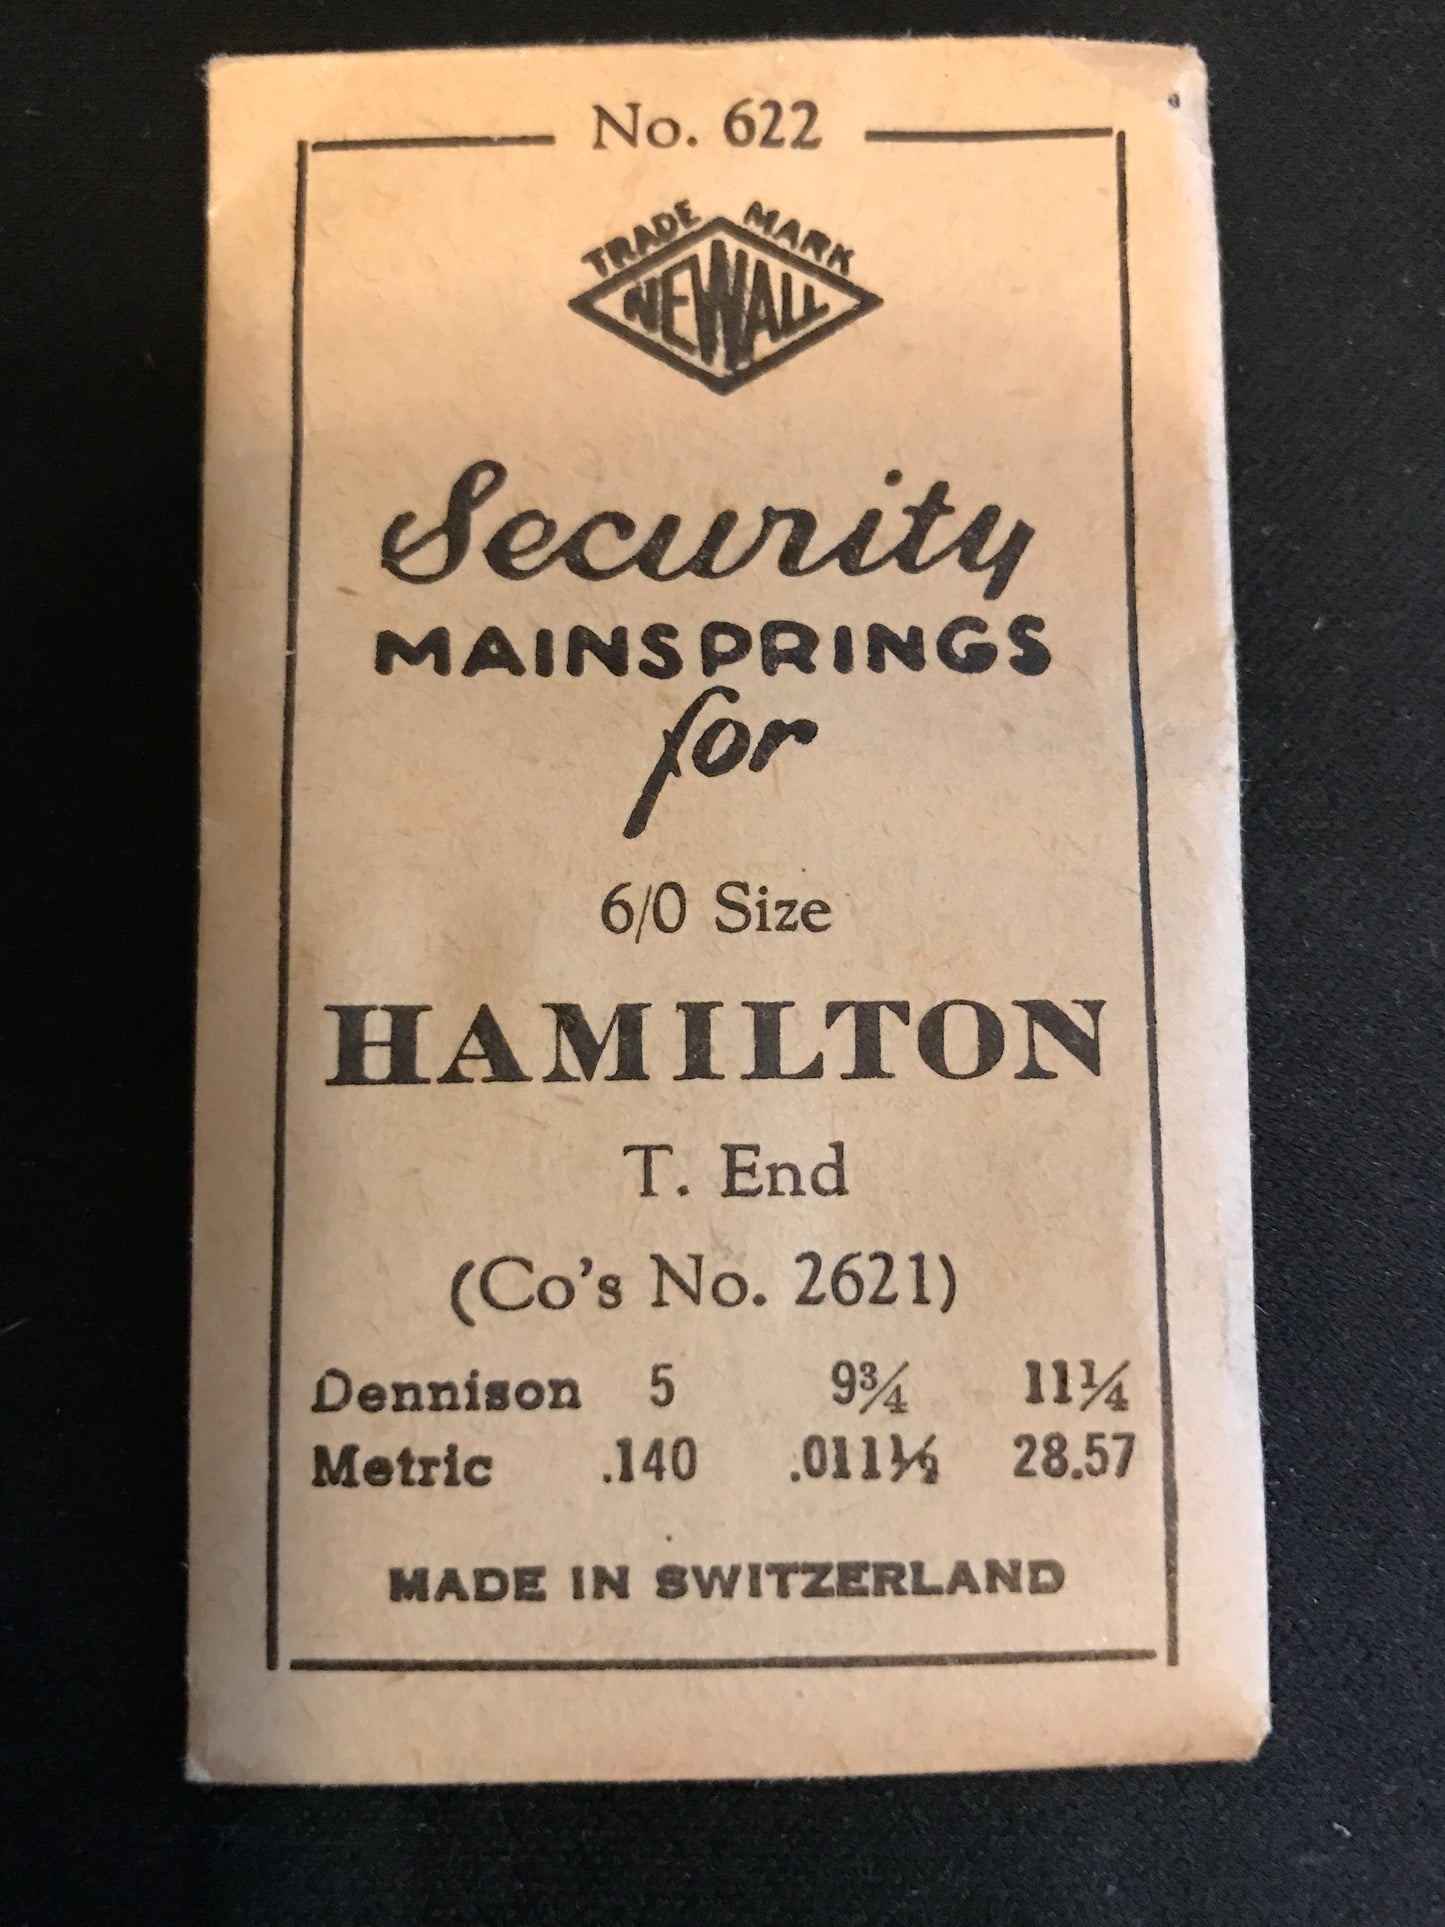 No. 622
TRADE MARK
NEWALL
Security
MAINSPRINGS
for
6/0 Size
HAMILTON
T. End
(Co's No. 2621)
Dennison 5 9¾ 11¼
Metric .140 .011½ 28.57
MADE IN SWITZERLAND